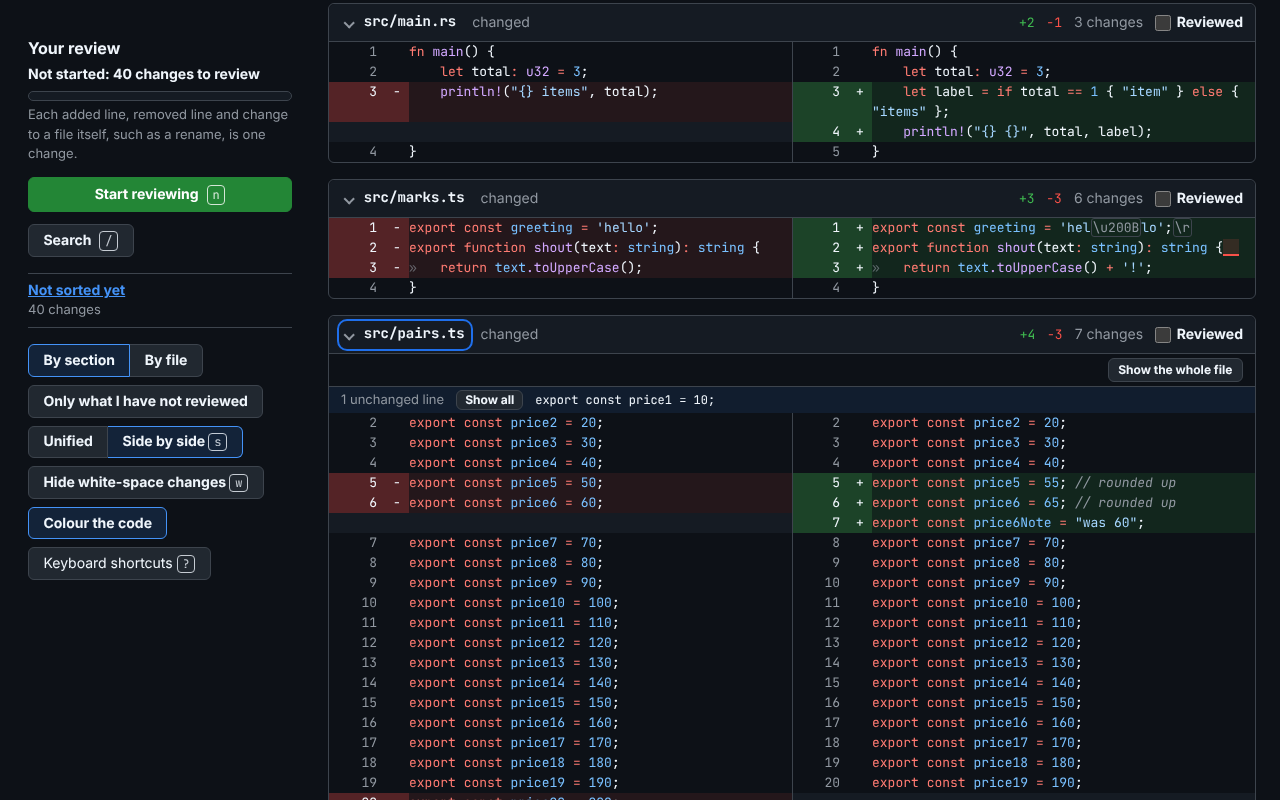 Your review
Not started: 40 changes to review
Each added line, removed line and change
to a file itself, such as a rename, is one
change.
Start reviewing n
Search /
Not sorted yet
40 changes
By section By file
Only what I have not reviewed
Unified Side by side s
Hide white-space changes w
Colour the code
Keyboard shortcuts ?
src/main.rs changed +2 -1 3 changes Reviewed
1 fn main() { 1 fn main() {
2 let total: u32 = 3; 2 let total: u32 = 3;
3 - println!("{} items", total); 3 + let label = if total == 1 { "item" } else {
"items" };
4 + println!("{} {}", total, label);
4 } 5 }
src/marks.ts changed +3 -3 6 changes Reviewed
1 - export const greeting = 'hello'; 1 + export const greeting = 'hel\u200Blo';\r
2 - export function shout(text: string): string { 2 + export function shout(text: string): string {
3 - » return text.toUpperCase(); 3 + » return text.toUpperCase() + '!';
4 } 4 }
src/pairs.ts changed +4 -3 7 changes Reviewed
Show the whole file
1 unchanged line Show all export const price1 = 10;
2 export const price2 = 20; 2 export const price2 = 20;
3 export const price3 = 30; 3 export const price3 = 30;
4 export const price4 = 40; 4 export const price4 = 40;
5 - export const price5 = 50; 5 + export const price5 = 55; // rounded up
6 - export const price6 = 60; 6 + export const price6 = 65; // rounded up
7 + export const price6Note = "was 60";
7 export const price7 = 70; 8 export const price7 = 70;
8 export const price8 = 80; 9 export const price8 = 80;
9 export const price9 = 90; 10 export const price9 = 90;
10 export const price10 = 100; 11 export const price10 = 100;
11 export const price11 = 110; 12 export const price11 = 110;
12 export const price12 = 120; 13 export const price12 = 120;
13 export const price13 = 130; 14 export const price13 = 130;
14 export const price14 = 140; 15 export const price14 = 140;
15 export const price15 = 150; 16 export const price15 = 150;
16 export const price16 = 160; 17 export const price16 = 160;
17 export const price17 = 170; 18 export const price17 = 170;
18 export const price18 = 180; 19 export const price18 = 180;
19 export const price19 = 190; 20 export const price19 = 190;